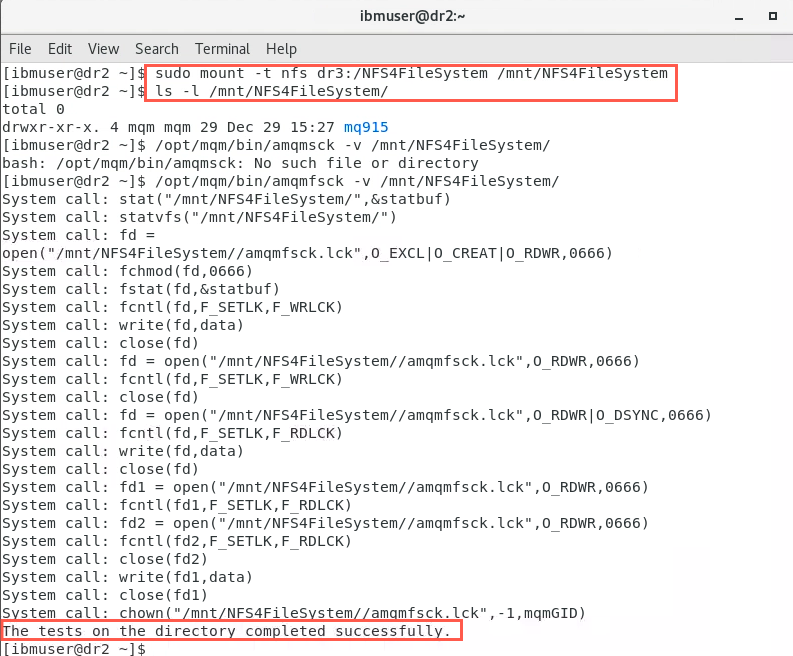 ibmuser@dr2:~
File Edit View Search Terminal Help
[ibmuser@dr2 ~]$ sudo mount -t nfs dr3:/NFS4FileSystem /mnt/NFS4FileSystem
[ibmuser@dr2 ~]$ ls -l /mnt/NFS4FileSystem/
total 0
drwxr-xr-x. 4 mqm mqm 29 Dec 29 15:27 mq915
[ibmuser@dr2 ~]$ /opt/mqm/bin/amqmsck -v /mnt/NFS4FileSystem/
bash: /opt/mqm/bin/amqmsck: No such file or directory
[ibmuser@dr2 ~]$ /opt/mqm/bin/amqmfsck -v /mnt/NFS4FileSystem/
System call: stat("/mnt/NFS4FileSystem/",&statbuf)
System call: statvfs("/mnt/NFS4FileSystem/")
System call: fd =
open("/mnt/NFS4FileSystem//amqmfsck.lck",O_EXCL|O_CREAT|O_RDWR,0666)
System call: fchmod(fd,0666)
System call: fstat(fd,&statbuf)
System call: fcntl(fd,F_SETLK,F_WRLCK)
System call: write(fd,data)
System call: close(fd)
System call: fd = open("/mnt/NFS4FileSystem//amqmfsck.lck",O_RDWR,0666)
System call: fcntl(fd,F_SETLK,F_WRLCK)
System call: close(fd)
System call: fd = open("/mnt/NFS4FileSystem//amqmfsck.lck",O_RDWR|O_DSYNC,0666)
System call: fcntl(fd,F_SETLK,F_RDLCK)
System call: write(fd,data)
System call: close(fd)
System call: fd1 = open("/mnt/NFS4FileSystem//amqmfsck.lck",O_RDWR,0666)
System call: fcntl(fd1,F_SETLK,F_RDLCK)
System call: fd2 = open("/mnt/NFS4FileSystem//amqmfsck.lck",O_RDWR,0666)
System call: fcntl(fd2,F_SETLK,F_RDLCK)
System call: close(fd2)
System call: write(fd1,data)
System call: close(fd1)
System call: chown("/mnt/NFS4FileSystem//amqmfsck.lck",-1,mqmGID)
The tests on the directory completed successfully.
[ibmuser@dr2 ~]$